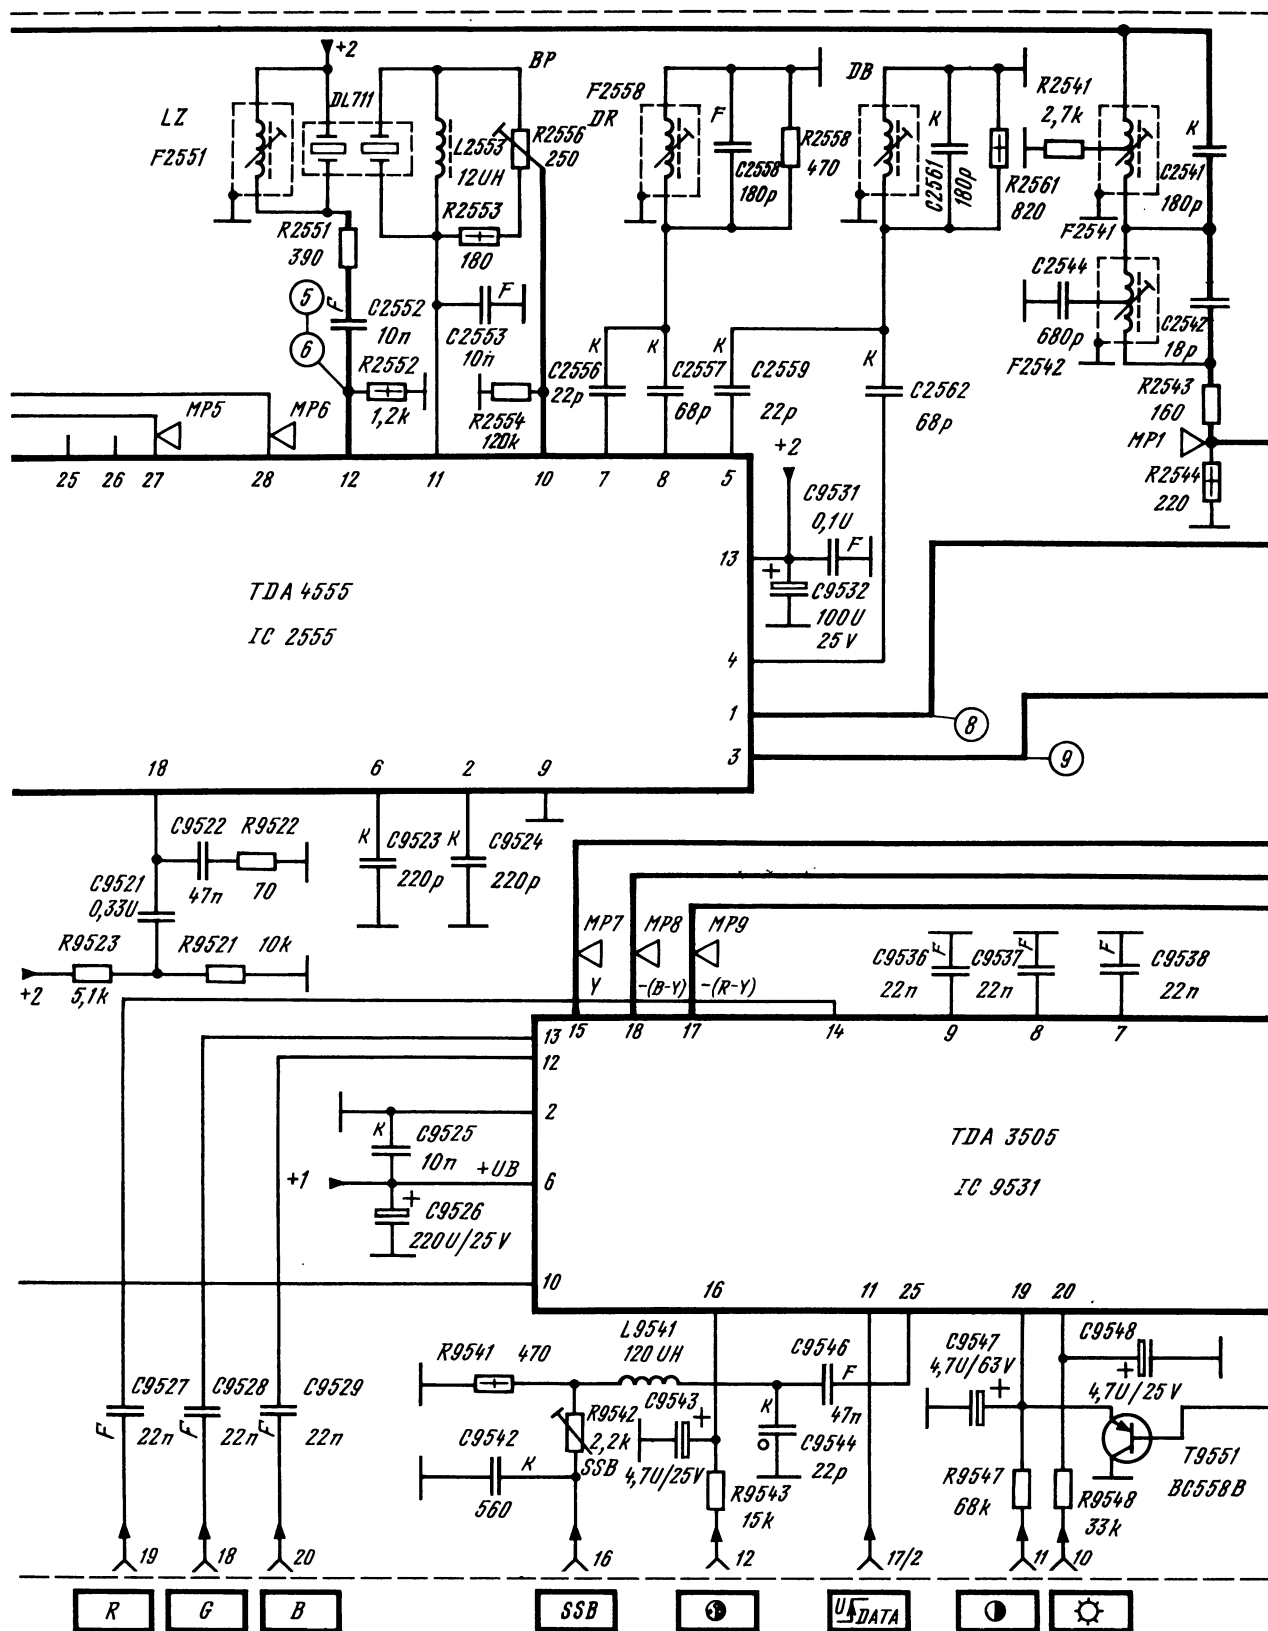 +2
BP
DB
F2558
DR
R2541
2,7k
LZ
F2551
DL711
L2553
12UH
R2556
250
F
C2558
180p
R2558
470
K
C2561
180p
R2561
820
K
C2541
180p
F2541
R2551
390
R2553
180
C2544
680p
F2542
C2542
18p
5
6
F
C2552
10n
C2553
10n
F
R2552
1,2k
R2554
120k
K
C2556
22p
K
C2557
68p
K
C2559
22p
K
C2562
68p
R2543
160
MP1
R2544
220
MP5
MP6
25
26
27
28
12
11
10
7
8
5
+2
C9531
0,1U
F
13
+
C9532
100U
25V
TDA 4555
IC 2555
4
1
3
8
9
18
6
2
9
C9522
47n
R9522
70
K
C9523
220p
K
C9524
220p
C9521
0,33U
R9523
5,1k
R9521
10k
+2
MP7
MP8
MP9
Y
-(B-Y)
-(R-Y)
C9536
22n
F
C9537
22n
F
C9538
22n
F
15
18
17
14
9
8
7
13
12
2
6
10
K
C9525
10n
+1
+UB
+
C9526
220U/25V
TDA 3505
IC 9531
16
11
25
19
20
L9541
120 UH
R9541
470
C9546
F
47n
C9547
4,7U/63V
+
C9548
+
4,7U/25V
C9527
F
22n
C9528
F
22n
C9529
F
22n
R9542
2,2k
SSB
C9542
K
560
C9543
+
4,7U/25V
K
C9544
22p
R9543
15k
R9547
68k
R9548
33k
T9551
BC558B
19
18
20
16
12
17/2
11
10
R
G
B
SSB
U
DATA